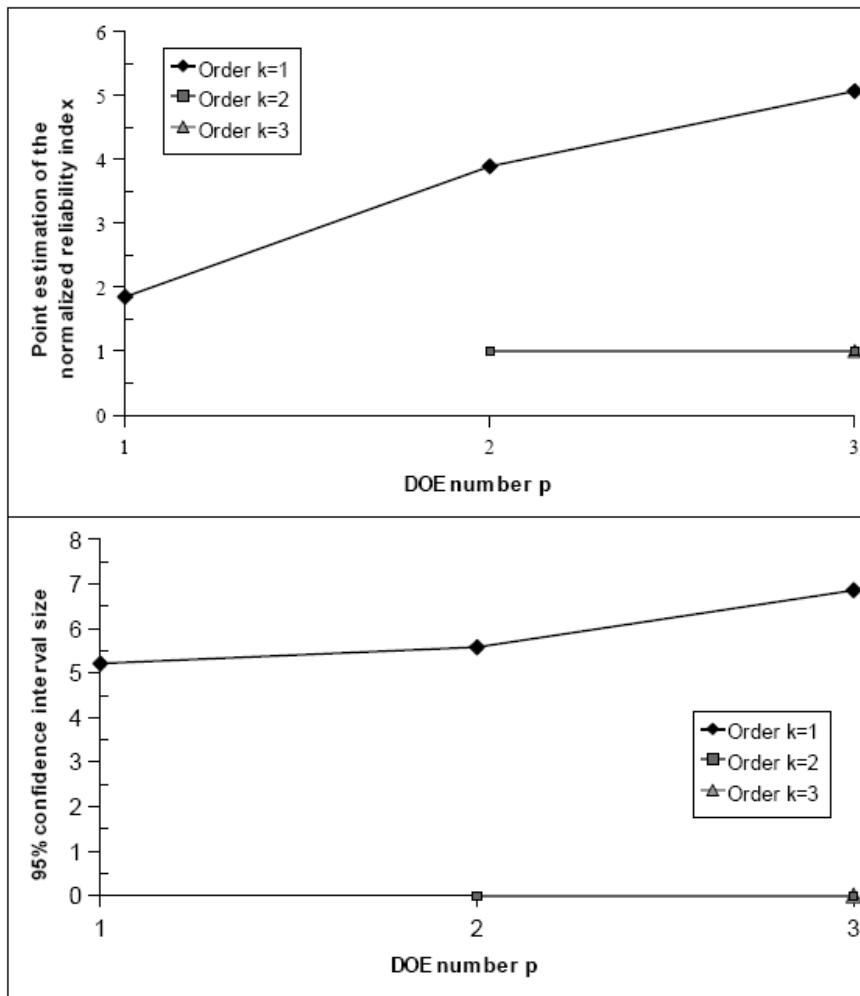 6
5
4
3
2
1
0
Point estimation of the
normalized reliability index
Order k=1
Order k=2
Order k=3
1 2 3
DOE number p
8
7
6
5
4
3
2
1
0
95% confidence interval size
Order k=1
Order k=2
Order k=3
1 2 3
DOE number p